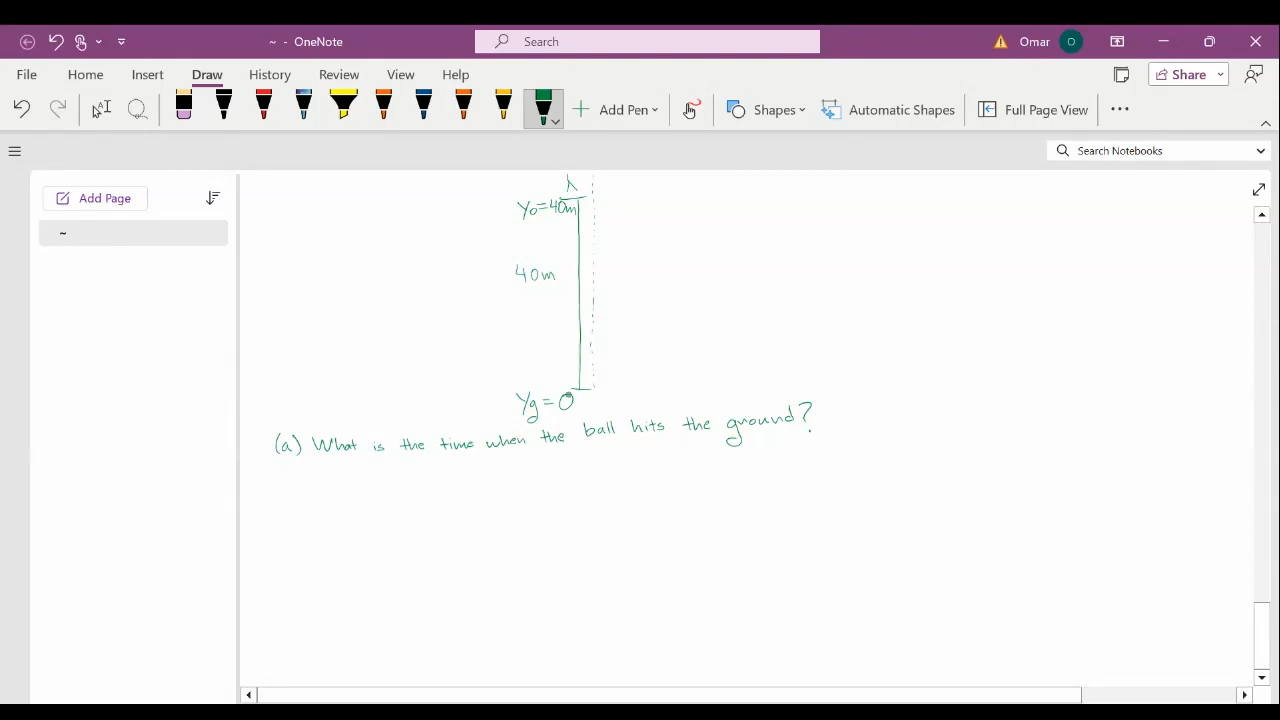 ~ - OneNote
Search
Omar
O
File Home Insert Draw History Review View Help
Share
Add Pen
Shapes
Automatic Shapes
Full Page View
Search Notebooks
Add Page
~
Yo=40m
40m
Yg = 0
(a) What is the time when the ball hits the ground?